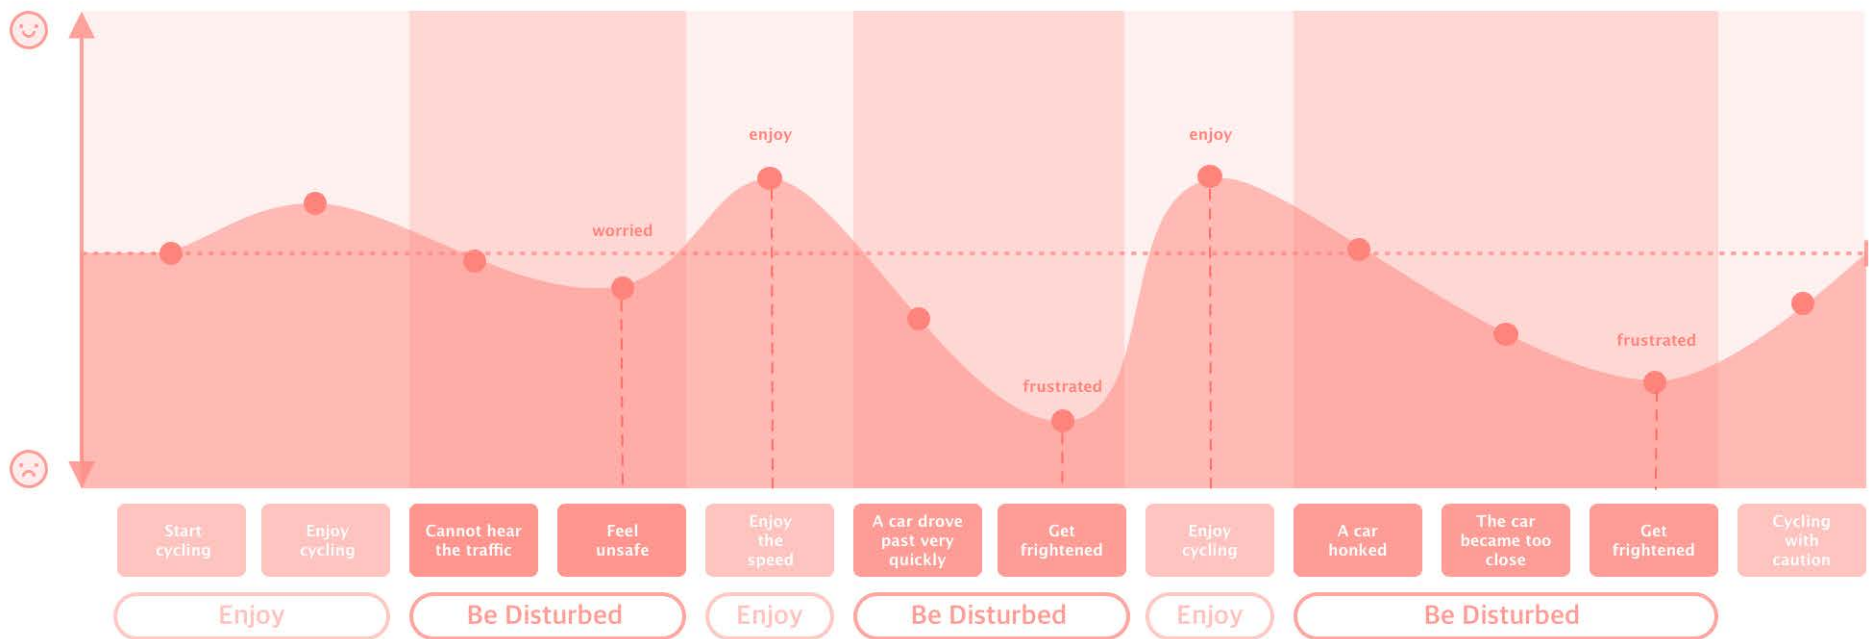 enjoy
enjoy
worried
frustrated
frustrated
Start
cycling
Enjoy
cycling
Cannot hear
the traffic
Feel
unsafe
Enjoy
the
speed
A car drove
past very
quickly
Get
frightened
Enjoy
cycling
A car
honked
The car
became too
close
Get
frightened
Cycling
with
caution
Enjoy
Be Disturbed
Enjoy
Be Disturbed
Enjoy
Be Disturbed